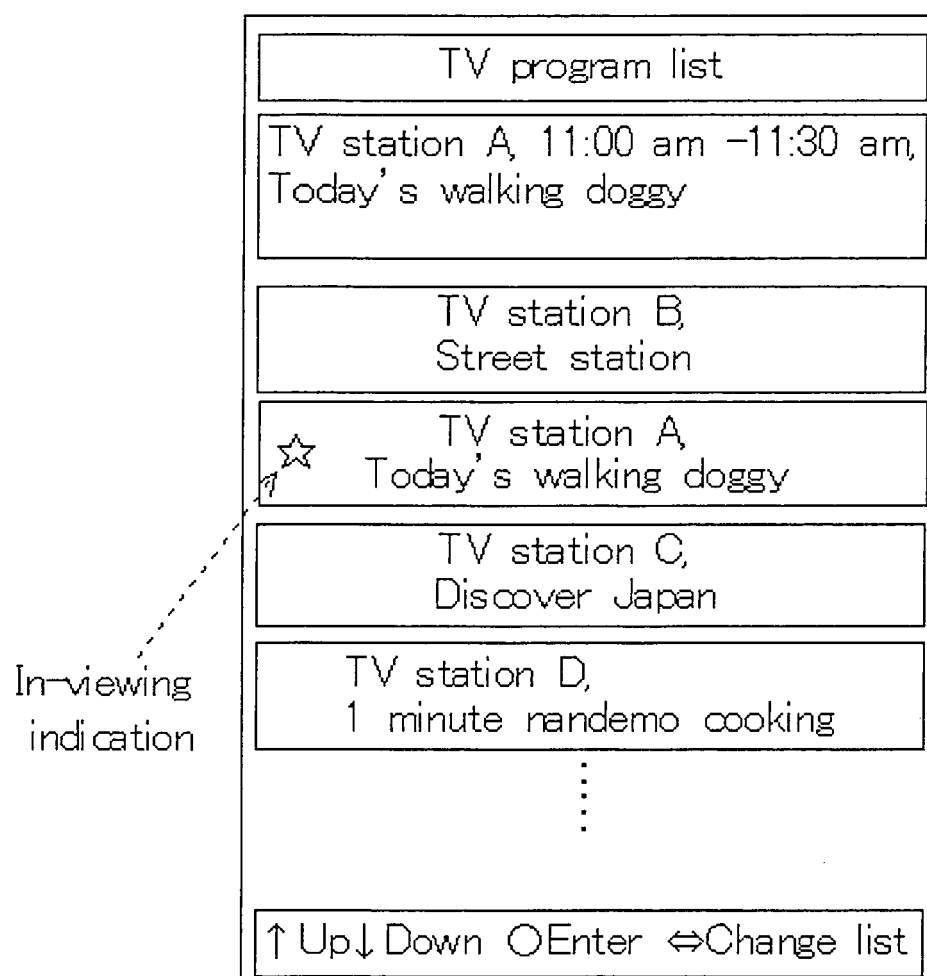 TV program list
TV station A, 11:00 am -11:30 am,
Today's walking doggy
TV station B,
Street station
☆ TV station A,
Today's walking doggy
TV station C,
Discover Japan
TV station D,
1 minute nandemo cooking
In-viewing
indication
↑Up↓Down ○Enter ⇔Change list